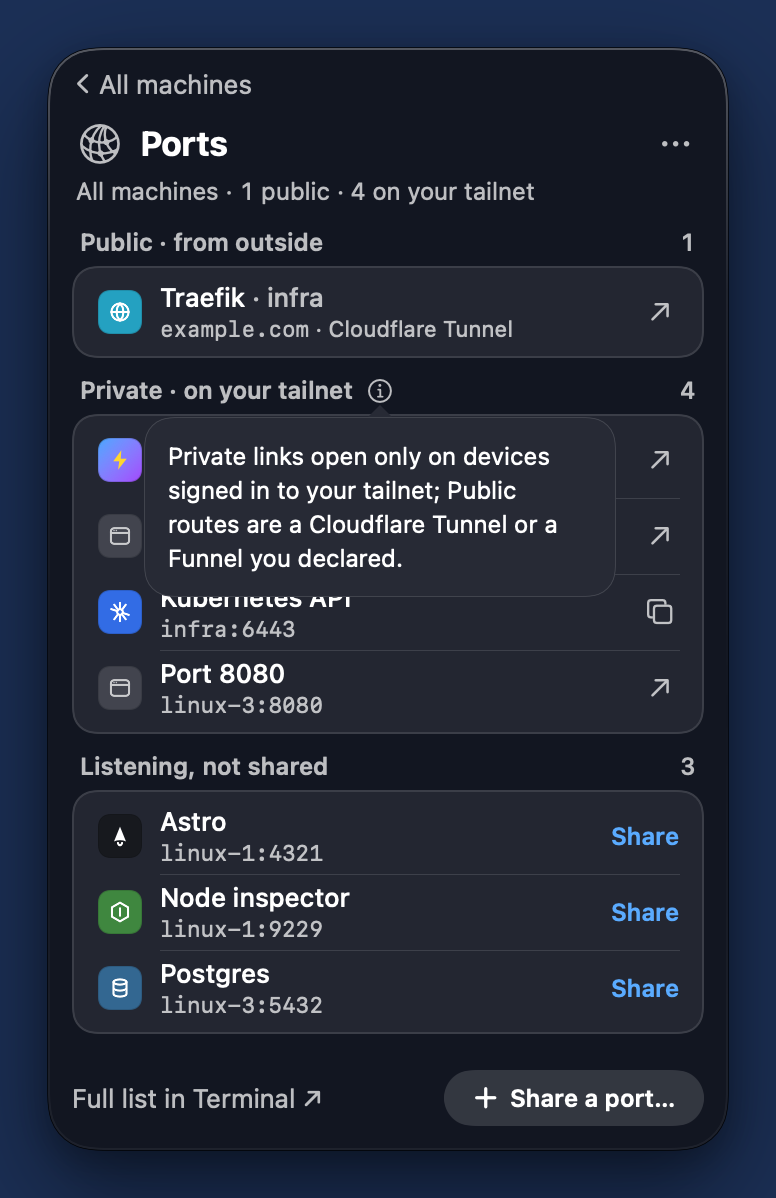 All machines
Ports
All machines · 1 public · 4 on your tailnet
Public · from outside 1
Traefik · infra
example.com · Cloudflare Tunnel
Private · on your tailnet 4
Private links open only on devices
signed in to your tailnet; Public
routes are a Cloudflare Tunnel or a
Funnel you declared.
Kubernetes API
infra:6443
Port 8080
linux-3:8080
Listening, not shared 3
Astro
linux-1:4321
Share
Node inspector
linux-1:9229
Share
Postgres
linux-3:5432
Share
Full list in Terminal ↗
+ Share a port...